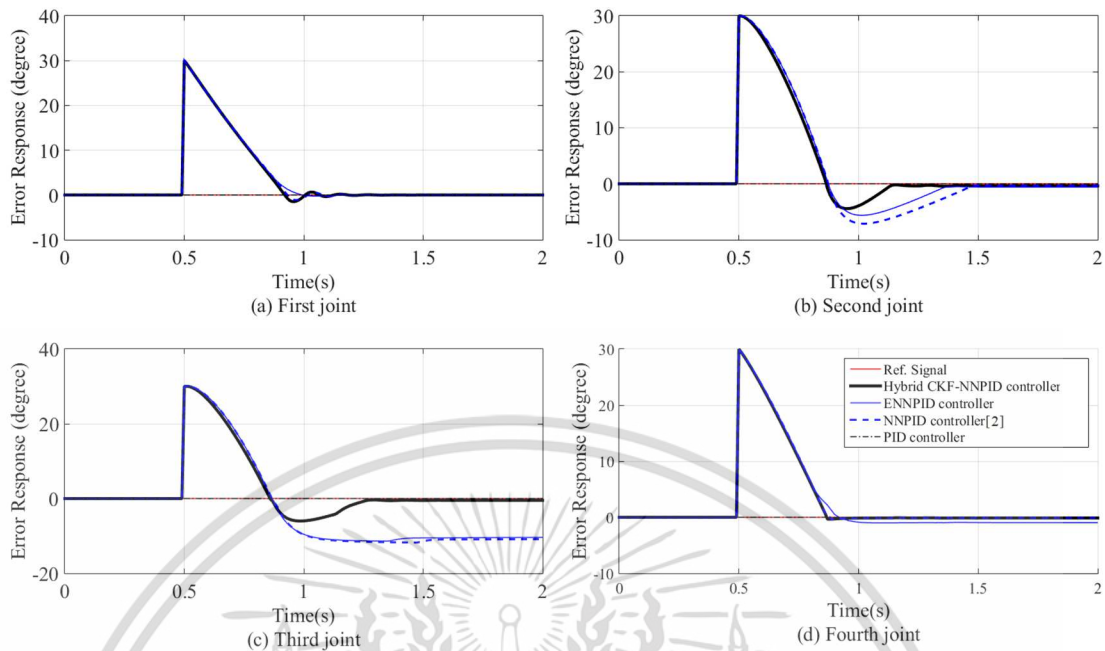 40
30
20
10
0
-10
Error Response (degree)
0
0.5
1
1.5
2
Time(s)
(a) First joint
30
20
10
0
-10
Error Response (degree)
0
0.5
1
1.5
2
Time(s)
(b) Second joint
40
20
0
-20
Error Response (degree)
0
0.5
1
1.5
2
Time(s)
(c) Third joint
30
20
10
0
-10
Error Response (degree)
Ref. Signal
Hybrid CKF-NNPID controller
ENNPID controller
NNPID controller[2]
PID controller
0
0.5
1
1.5
2
Time(s)
(d) Fourth joint